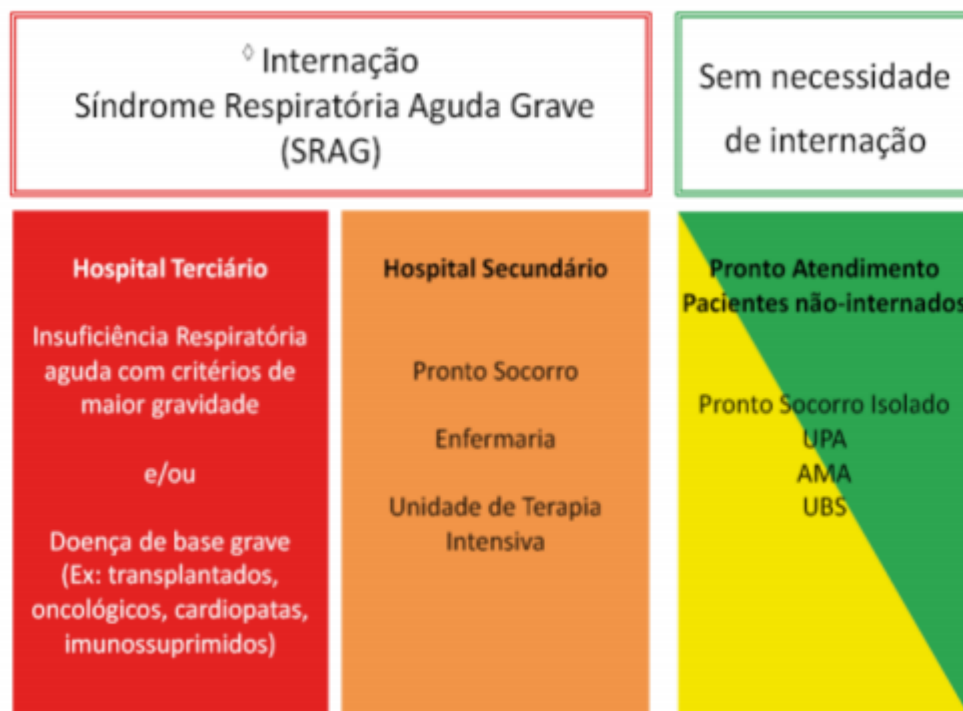 ◊ Internação
Síndrome Respiratória Aguda Grave
(SRAG)
Sem necessidade
de internação
Hospital Terciário
Insuficiência Respiratória
aguda com critérios de
maior gravidade
e/ou
Doença de base grave
(Ex: transplantados,
oncológicos, cardiopatas,
imunossuprimidos)
Hospital Secundário
Pronto Socorro
Enfermaria
Unidade de Terapia
Intensiva
Pronto Atendimento
Pacientes não-internados
Pronto Socorro Isolado
UPA
AMA
UBS